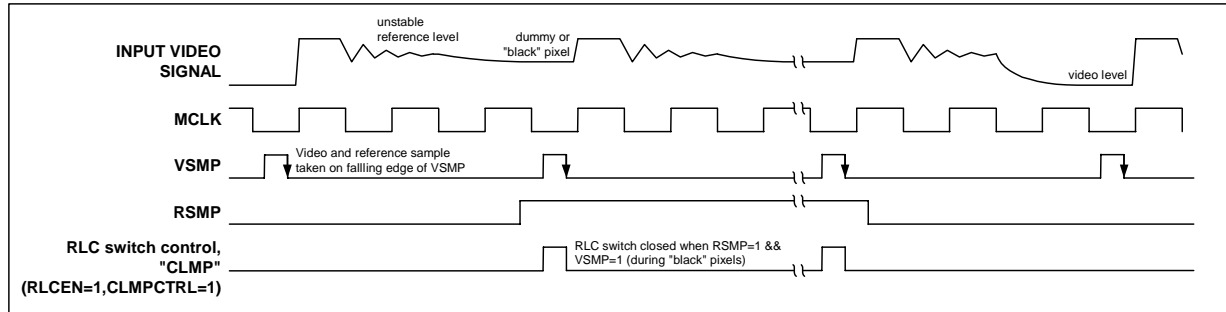 unstable
reference level
dummy or
"black" pixel
INPUT VIDEO
SIGNAL
video level
MCLK
Video and reference sample
taken on fallling edge of VSMP
VSMP
RSMP
RLC switch control,
"CLMP"
(RLCEN=1,CLMPCTRL=1)
RLC switch closed when RSMP=1 &&
VSMP=1 (during "black" pixels)